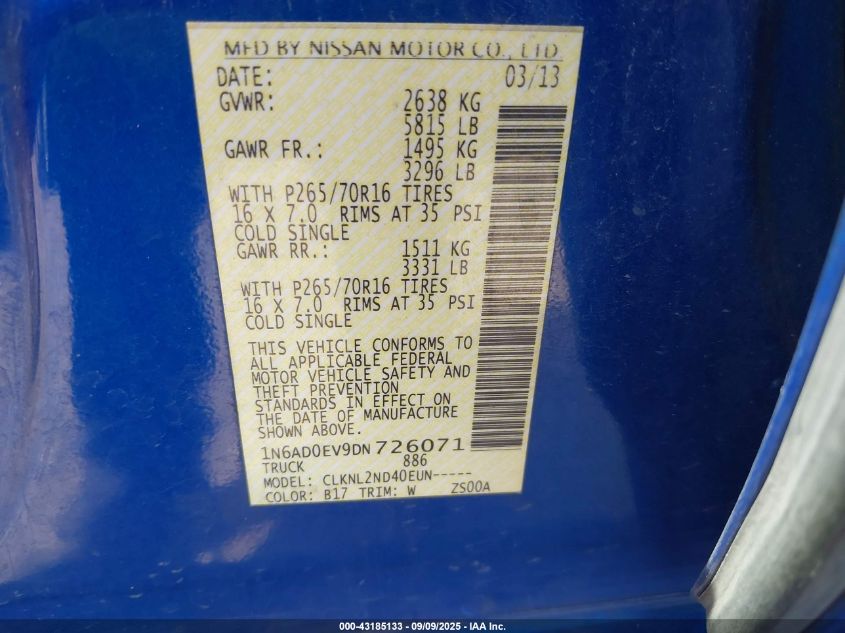 MFD BY NISSAN MOTOR CO., LTD.
DATE: 03/13
GVWR: 2638 KG
5815 LB
GAWR FR.: 1495 KG
3296 LB
WITH P265/70R16 TIRES
16 X 7.0 RIMS AT 35 PSI
COLD SINGLE
GAWR RR.: 1511 KG
3331 LB
WITH P265/70R16 TIRES
16 X 7.0 RIMS AT 35 PSI
COLD SINGLE
THIS VEHICLE CONFORMS TO
ALL APPLICABLE FEDERAL
MOTOR VEHICLE SAFETY AND
THEFT PREVENTION
STANDARDS IN EFFECT ON
THE DATE OF MANUFACTURE
SHOWN ABOVE.
1N6AD0EV9DN726071
TRUCK 886
MODEL: CLKNL2ND40EUN-----
COLOR: B17 TRIM: W ZS00A
000-43185133 - 09/09/2025 - IAA Inc.